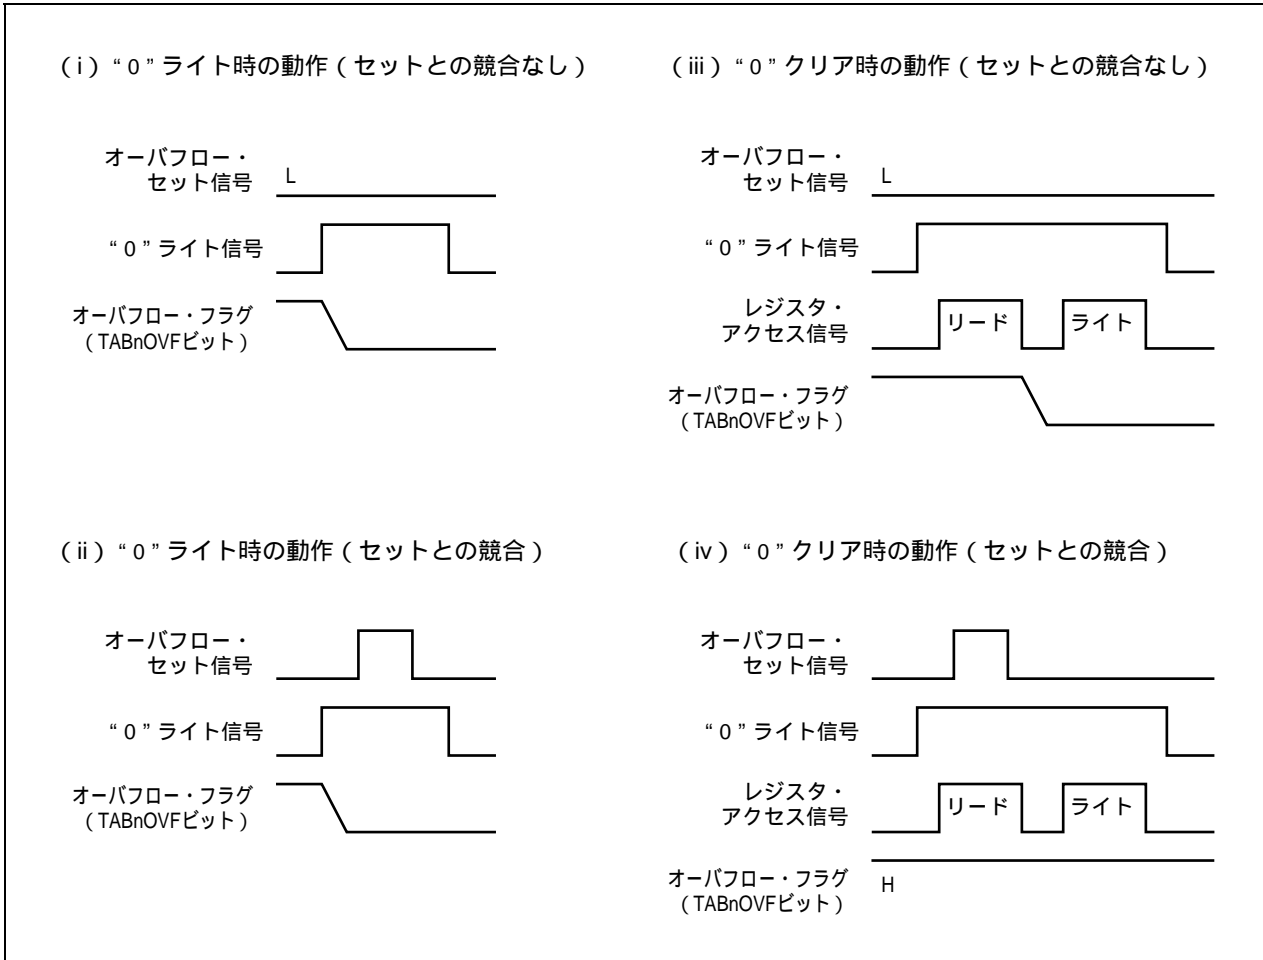 （i）“0”ライト時の動作（セットとの競合なし）
オーバフロー・
セット信号
L
“0”ライト信号
オーバフロー・フラグ
（TABnOVFビット）
（iii）“0”クリア時の動作（セットとの競合なし）
オーバフロー・
セット信号
L
“0”ライト信号
レジスタ・
アクセス信号
リード
ライト
オーバフロー・フラグ
（TABnOVFビット）
（ii）“0”ライト時の動作（セットとの競合）
オーバフロー・
セット信号
“0”ライト信号
オーバフロー・フラグ
（TABnOVFビット）
（iv）“0”クリア時の動作（セットとの競合）
オーバフロー・
セット信号
“0”ライト信号
レジスタ・
アクセス信号
リード
ライト
オーバフロー・フラグ
（TABnOVFビット）
H